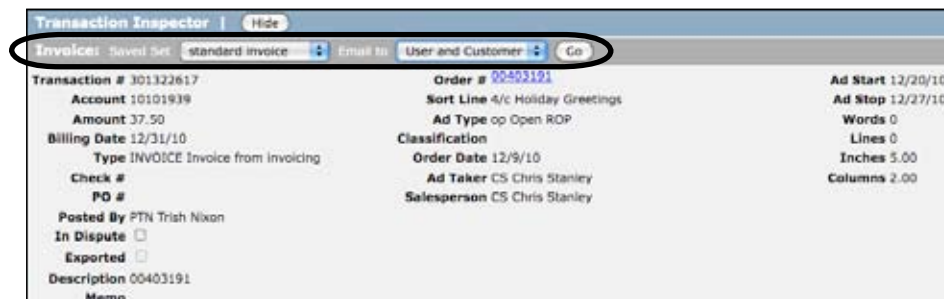 Transaction Inspector | Hide
Invoice: Saved Set standard invoice Email to User and Customer Go
Transaction # 301322617 Order # 00403191 Ad Start 12/20/10
Account 10101939 Sort Line 4/c Holiday Greetings Ad Stop 12/27/10
Amount 37.50 Ad Type op Open ROP Words 0
Billing Date 12/31/10 Classification Lines 0
Type INVOICE Invoice from invoicing Order Date 12/9/10 Inches 5.00
Check # Ad Taker CS Chris Stanley Columns 2.00
PO # Salesperson CS Chris Stanley
Posted By PTN Trish Nixon
In Dispute
Exported
Description 00403191
Memo